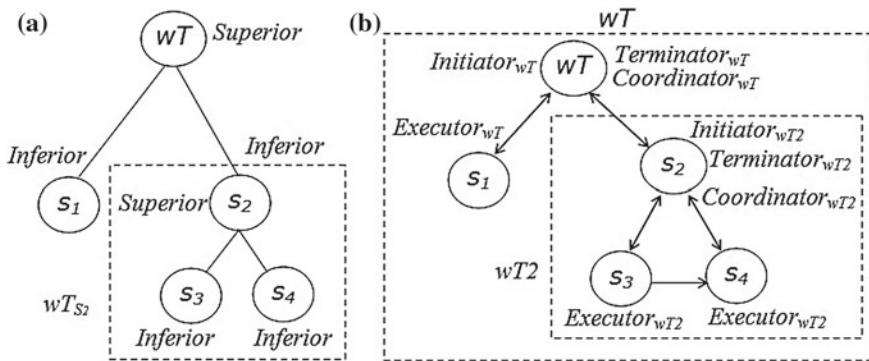 (a)
wT Superior
Inferior Inferior
s1
Superior s2
wTS2
s3 s4
Inferior Inferior
(b)
wT
InitiatorwT wT TerminatorwT
CoordinatorwT
ExecutorwT
s1
InitiatorwT2
s2 TerminatorwT2
CoordinatorwT2
wT2
s3 s4
ExecutorwT2 ExecutorwT2